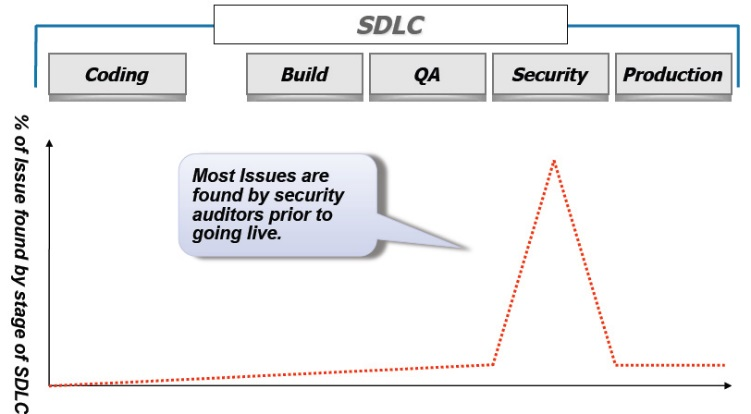 SDLC
Coding
Build
QA
Security
Production
% of Issue found by stage of SDLC
Most Issues are
found by security
auditors prior to
going live.